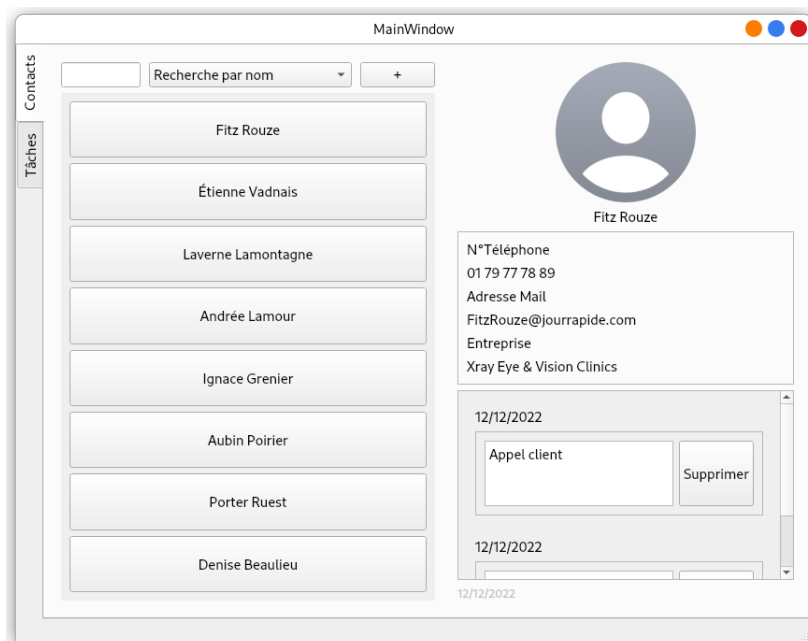 MainWindow
Contacts
Tâches
Recherche par nom
+
Fitz Rouze
Étienne Vadnais
Laverne Lamontagne
Andrée Lamour
Ignace Grenier
Aubin Poirier
Porter Ruest
Denise Beaulieu
Fitz Rouze
N°Téléphone
01 79 77 78 89
Adresse Mail
FitzRouze@jourrapide.com
Entreprise
Xray Eye & Vision Clinics
12/12/2022
Appel client
Supprimer
12/12/2022
12/12/2022